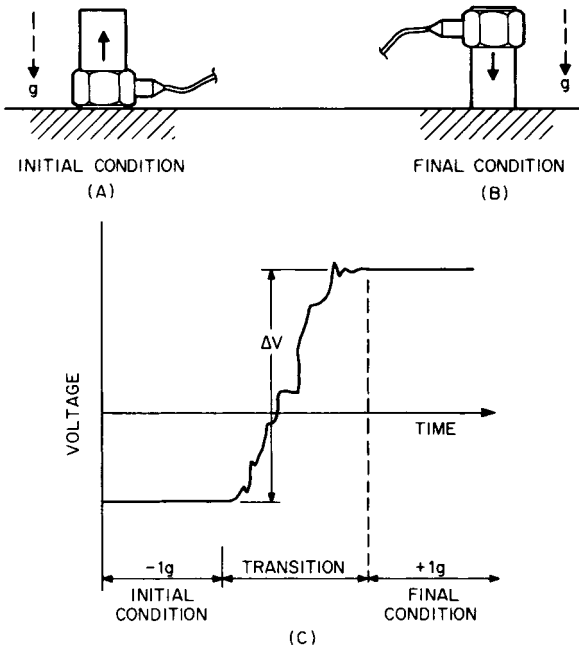 g
g
INITIAL CONDITION
(A)
FINAL CONDITION
(B)
VOLTAGE
ΔV
TIME
-1g
TRANSITION
+1g
INITIAL
CONDITION
FINAL
CONDITION
(C)